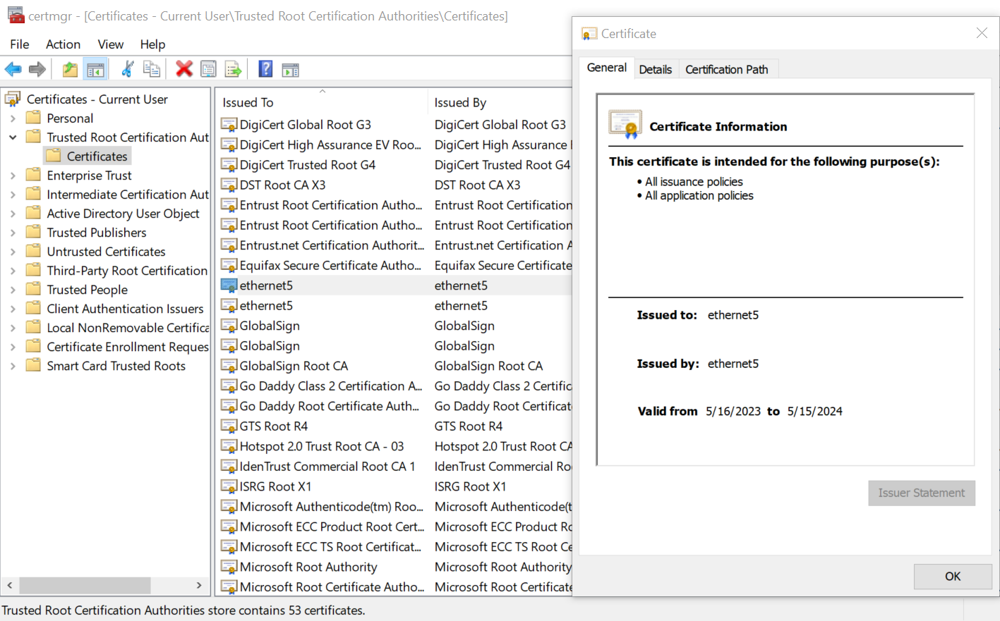 certmgr - [Certificates - Current User\Trusted Root Certification Authorities\Certificates]
File Action View Help
Certificates - Current User
Personal
Trusted Root Certification Aut
Certificates
Enterprise Trust
Intermediate Certification Aut
Active Directory User Object
Trusted Publishers
Untrusted Certificates
Third-Party Root Certification
Trusted People
Client Authentication Issuers
Local NonRemovable Certifica
Certificate Enrollment Reques
Smart Card Trusted Roots
Issued To Issued By
DigiCert Global Root G3 DigiCert Global Root G3
DigiCert High Assurance EV Roo... DigiCert High Assurance
DigiCert Trusted Root G4 DigiCert Trusted Root G4
DST Root CA X3 DST Root CA X3
Entrust Root Certification Autho... Entrust Root Certification
Entrust Root Certification Autho... Entrust Root Certification
Entrust.net Certification Authorit... Entrust.net Certification A
Equifax Secure Certificate Autho... Equifax Secure Certificate
ethernet5 ethernet5
ethernet5 ethernet5
GlobalSign GlobalSign
GlobalSign GlobalSign
GlobalSign Root CA GlobalSign Root CA
Go Daddy Class 2 Certification A... Go Daddy Class 2 Certific
Go Daddy Root Certificate Auth... Go Daddy Root Certificat
GTS Root R4 GTS Root R4
Hotspot 2.0 Trust Root CA - 03 Hotspot 2.0 Trust Root CA
IdenTrust Commercial Root CA 1 IdenTrust Commercial Ro
ISRG Root X1 ISRG Root X1
Microsoft Authenticode(tm) Roo... Microsoft Authenticode(t
Microsoft ECC Product Root Cert... Microsoft ECC Product Ro
Microsoft ECC TS Root Certificat... Microsoft ECC TS Root Ce
Microsoft Root Authority Microsoft Root Authority
Microsoft Root Certificate Autho... Microsoft Root Certificate
Trusted Root Certification Authorities store contains 53 certificates.
Certificate
General Details Certification Path
Certificate Information
This certificate is intended for the following purpose(s):
• All issuance policies
• All application policies
Issued to: ethernet5
Issued by: ethernet5
Valid from 5/16/2023 to 5/15/2024
Issuer Statement
OK